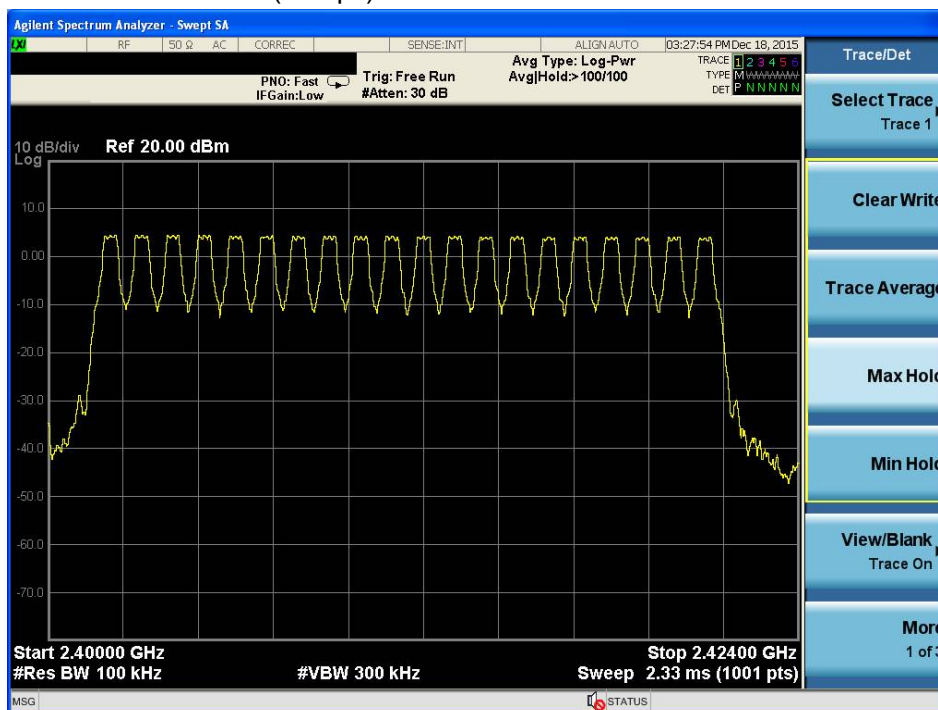 Agilent Spectrum Analyzer - Swept SA
LXI RF 50 Ω AC CORREC SENSE:INT ALIGN AUTO 03:27:54 PM Dec 18, 2015
PNO: Fast
IFGain:Low
Trig: Free Run
#Atten: 30 dB
Avg Type: Log-Pwr
Avg|Hold:>100/100
TRACE 1 2 3 4 5 6
TYPE M W W W W W
DET P N N N N N
10 dB/div Ref 20.00 dBm
Log
10.0
0.00
-10.0
-20.0
-30.0
-40.0
-50.0
-60.0
-70.0
Start 2.40000 GHz Stop 2.42400 GHz
#Res BW 100 kHz #VBW 300 kHz Sweep 2.33 ms (1001 pts)
MSG STATUS
Trace/Det
Select Trace
Trace 1
Clear Write
Trace Average
Max Hold
Min Hold
View/Blank
Trace On
More
1 of 3